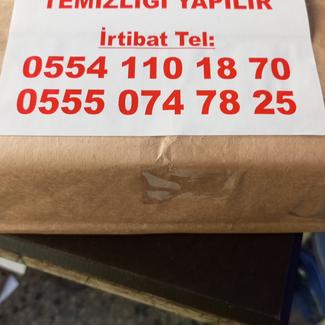 TEMİZLİĞİ YAPILIR
İrtibat Tel:
0554 110 18 70
0555 074 78 25